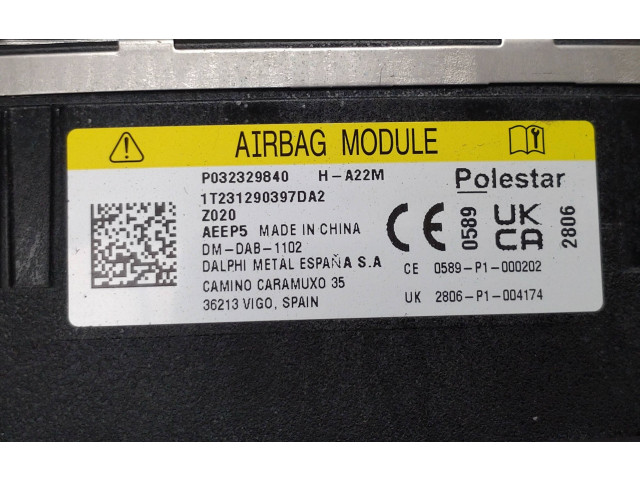 AIRBAG MODULE
P032329840 H-A22M
1T231290397DA2
Z020
AEEP5 MADE IN CHINA
DM-DAB-1102
DALPHI METAL ESPAÑA S.A
CAMINO CARAMUXO 35
36213 VIGO, SPAIN
Polestar
CE 0589 UK CA 2806
CE 0589-P1-000202
UK 2806-P1-004174